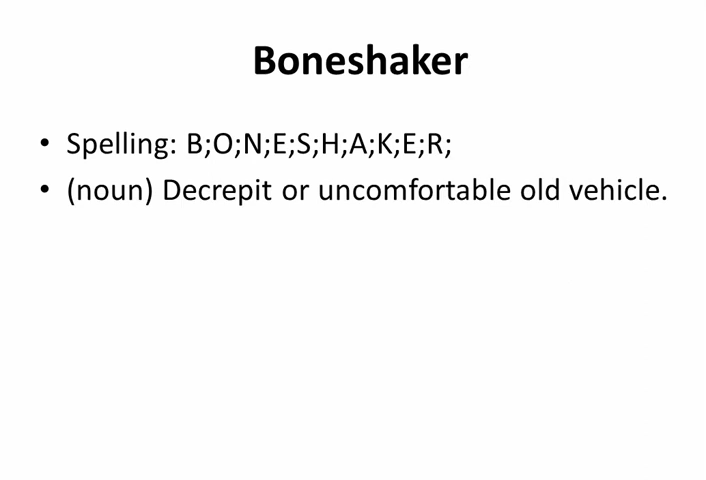 Boneshaker
• Spelling: B;O;N;E;S;H;A;K;E;R;
• (noun) Decrepit or uncomfortable old vehicle.